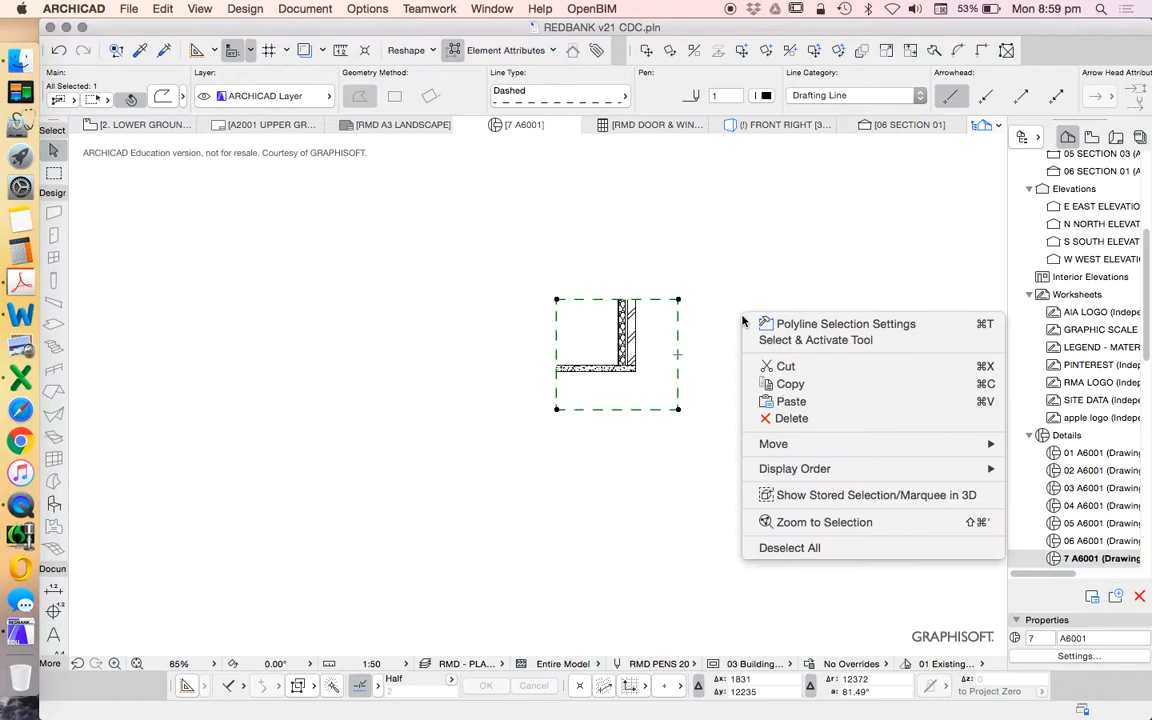 ARCHICAD File Edit View Design Document Options Teamwork Window Help OpenBIM 53% Mon 8:59 pm
REDBANK v21 CDC.pln
Reshape Element Attributes
Main: Layer: Geometry Method: Line Type: Pen: Line Category: Arrowhead: Arrow Head Attribut
All Selected: 1 ARCHICAD Layer Dashed 1 Drafting Line
Select [2. LOWER GROUN... [A2001 UPPER GR... [RMD A3 LANDSCAPE] [7 A6001] [RMD DOOR & WIN... (!) FRONT RIGHT [3... [06 SECTION 01]
ARCHICAD Education version, not for resale. Courtesy of GRAPHISOFT.
05 SECTION 03 (A
06 SECTION 01 (A
Design
Elevations
E EAST ELEVATIO
N NORTH ELEVAT
S SOUTH ELEVAT
W WEST ELEVATI
Interior Elevations
Worksheets
AIA LOGO (Indepe
GRAPHIC SCALE
LEGEND - MATER
PINTEREST (Indep
RMA LOGO (Indep
SITE DATA (Indep
apple logo (Indep
Details
01 A6001 (Drawing
02 A6001 (Drawin
03 A6001 (Drawin
04 A6001 (Drawin
05 A6001 (Drawin
06 A6001 (Drawin
7 A6001 (Drawing
Polyline Selection Settings ⌘T
Select & Activate Tool
Cut ⌘X
Copy ⌘C
Paste ⌘V
Delete
Move
Display Order
Show Stored Selection/Marquee in 3D
Zoom to Selection ⇧⌘'
Deselect All
Docun
1.2
A
GRAPHISOFT.
Properties
7 A6001
Settings...
More 85% 0.00° 1:50 RMD - PLA... Entire Model RMD PENS 20 03 Building... No Overrides 01 Existing...
Half
2
OK Cancel
Δx: 1831
Δy: 12235
Δr: 12372
a: 81.49°
Δz: 0
to Project Zero